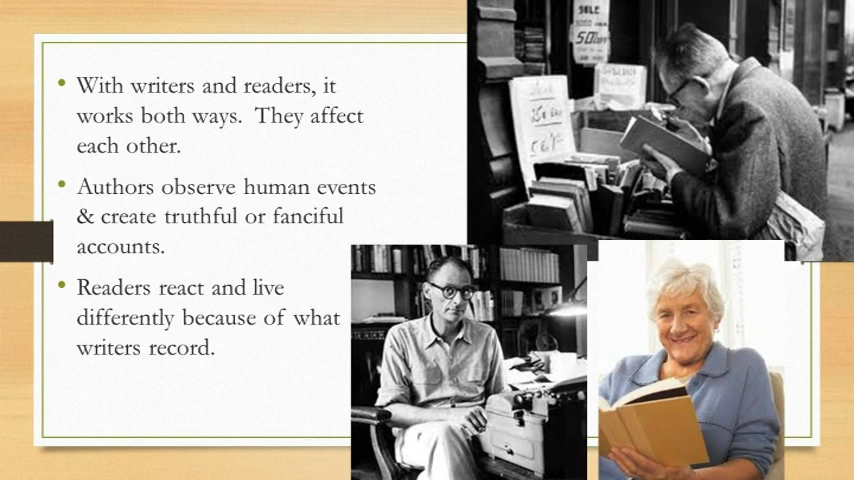 With writers and readers, it
works both ways. They affect
each other.
Authors observe human events
& create truthful or fanciful
accounts.
Readers react and live
differently because of what
writers record.
50